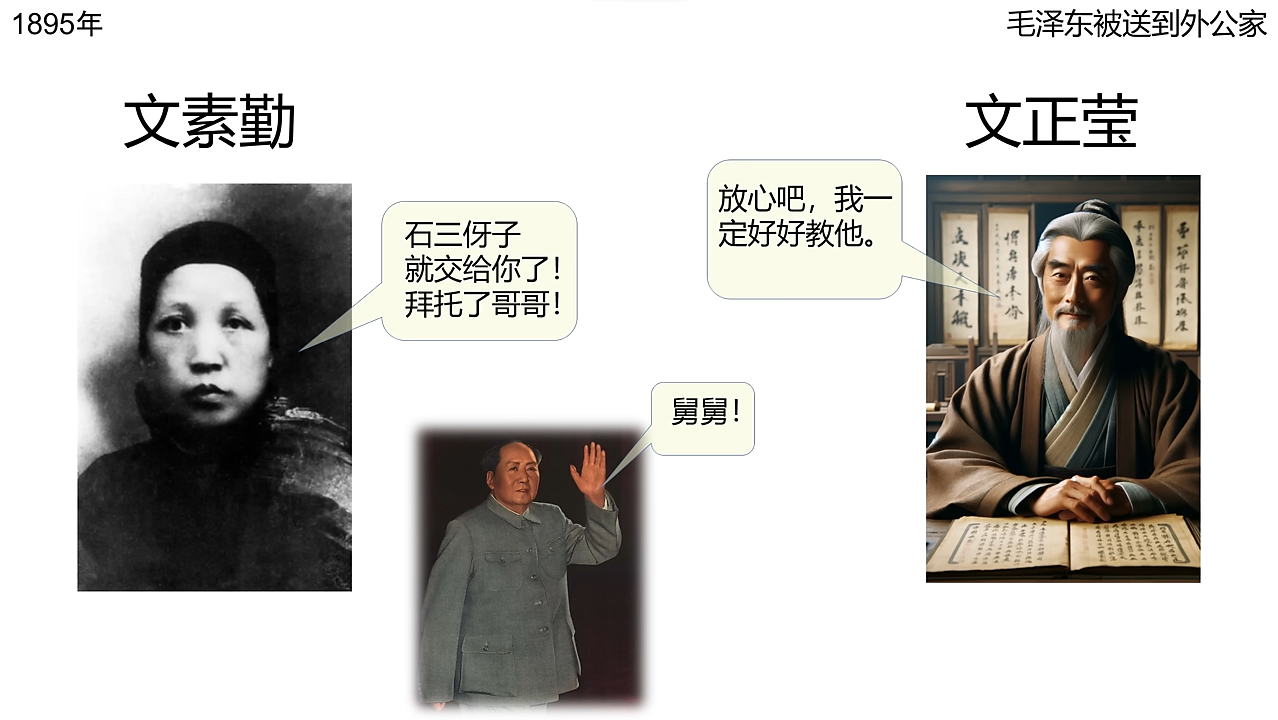 1895年
毛泽东被送到外公家
文素勤
文正莹
石三伢子
就交给你了！
拜托了哥哥！
放心吧，我一
定好好教他。
舅舅！